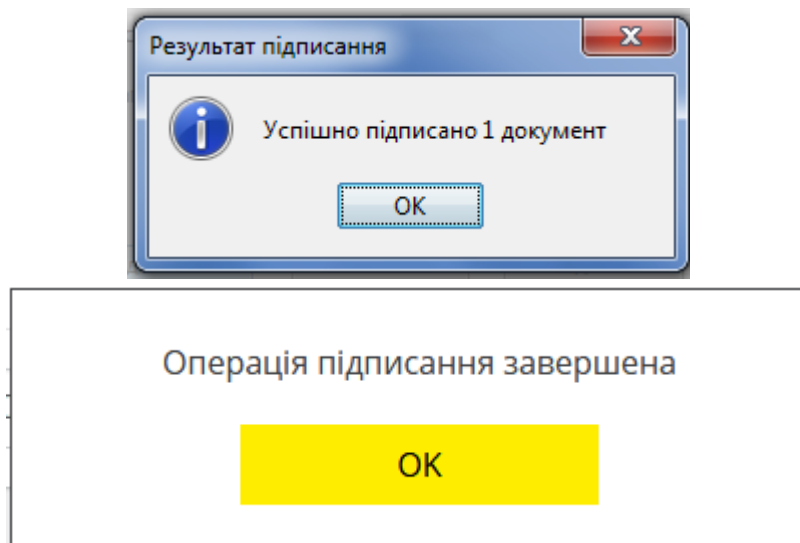 Результат підписання
Успішно підписано 1 документ
OK
Операція підписання завершена
OK